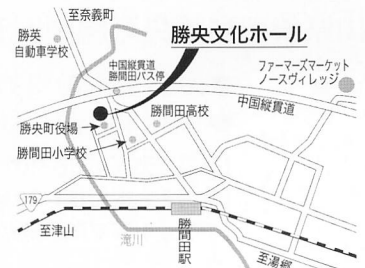 至奈義町
勝英
自動車学校
勝央文化ホール
中国縦貫道
勝間田バス停
ファーマーズマーケット
ノースヴィレッジ
中国縦貫道
勝間田高校
勝央町役場
勝間田小学校
179
至津山
滝川
勝間田駅
至湯郷